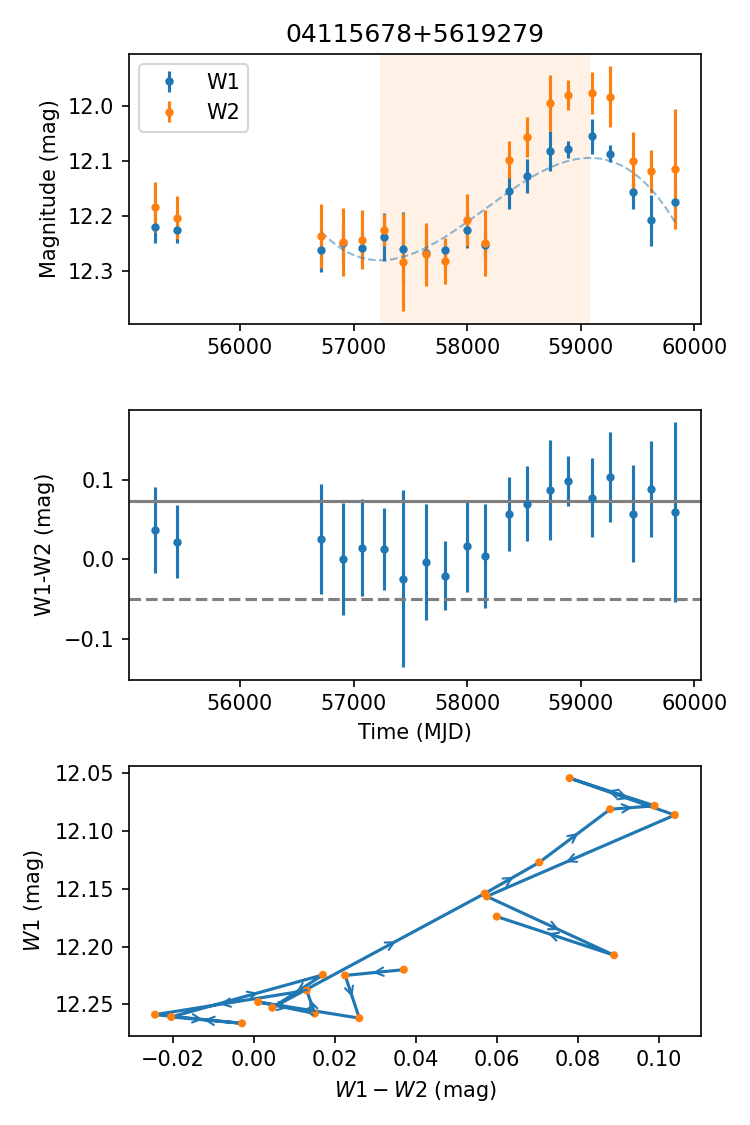 04115678+5619279
W1
W2
Magnitude (mag)
12.0
12.1
12.2
12.3
56000 57000 58000 59000 60000
W1-W2 (mag)
0.1
0.0
−0.1
56000 57000 58000 59000 60000
Time (MJD)
W1 (mag)
12.05
12.10
12.15
12.20
12.25
−0.02 0.00 0.02 0.04 0.06 0.08 0.10
W1 − W2 (mag)